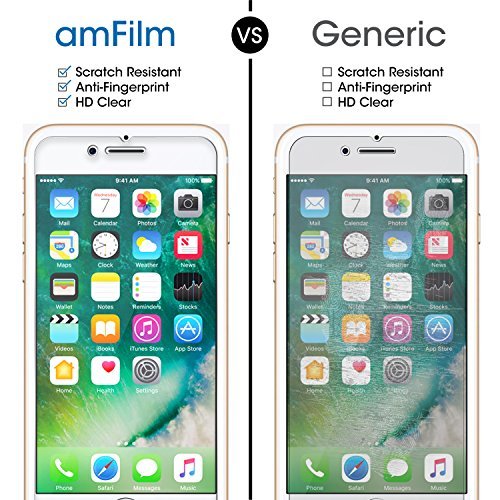 amFilm VS Generic
Scratch Resistant
Anti-Fingerprint
HD Clear
Scratch Resistant
Anti-Fingerprint
HD Clear
9:41 AM 100%
Wednesday
7
Mail Calendar Photos Camera
Maps Clock Weather News
Wallet Notes Reminders Stocks
Videos iBooks iTunes Store App Store
Home Health Settings
Phone Safari Messages Music
9:41 AM 100%
7
Mail Calendar Photos Camera
Maps Clock Weather News
Wallet Notes Reminders Stocks
Videos iBooks iTunes Store App Store
Home Health Settings
Phone Safari Messages Music